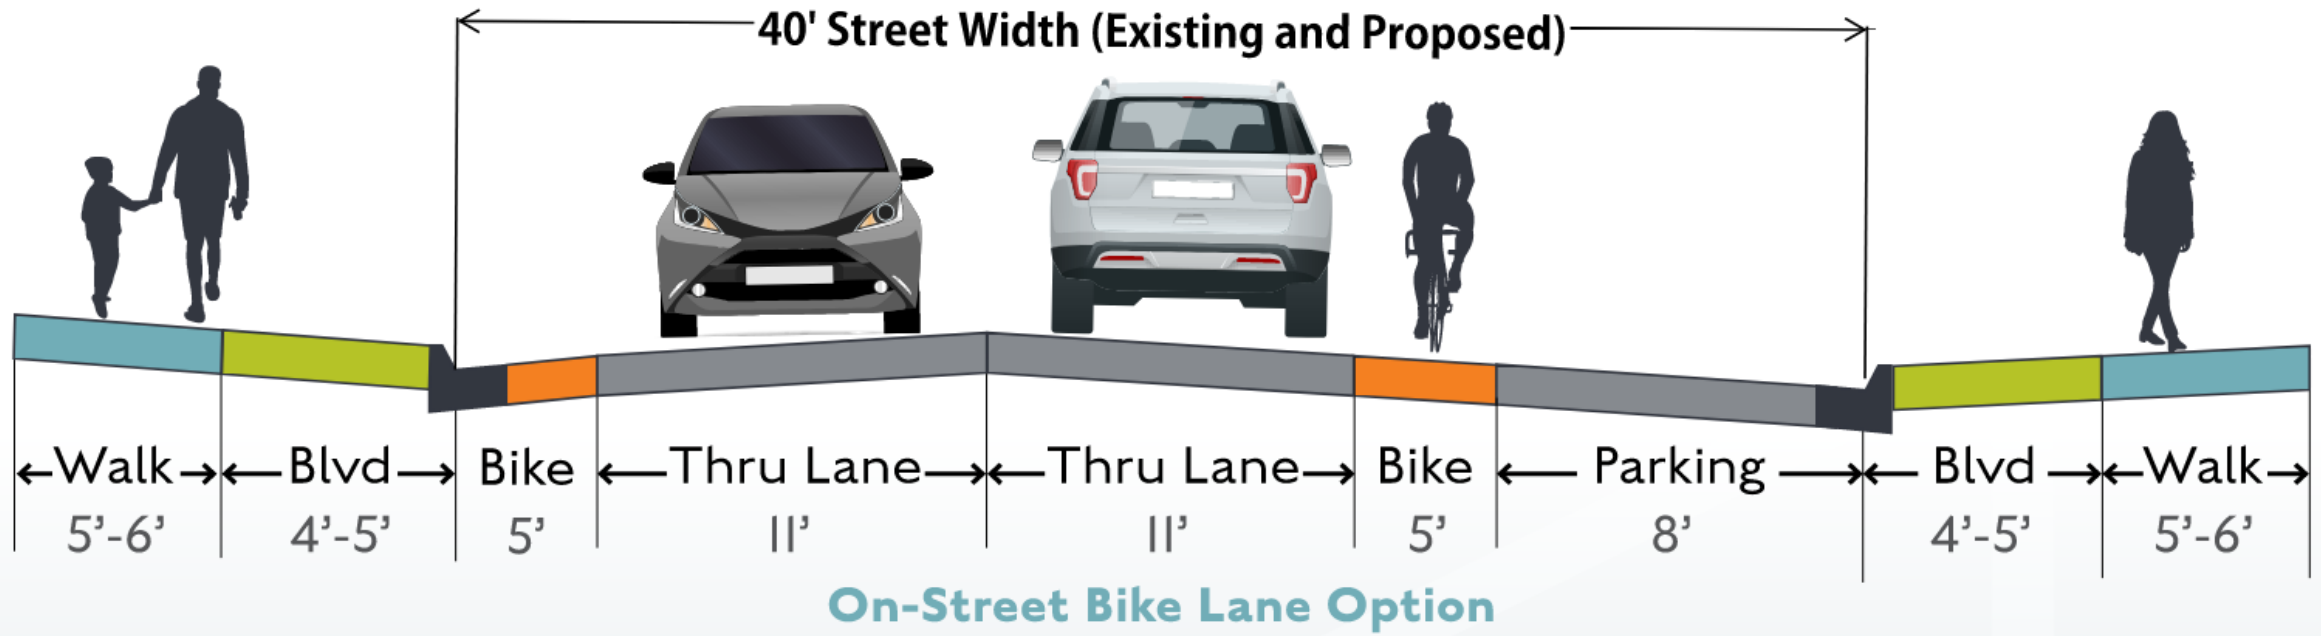 40' Street Width (Existing and Proposed)
Walk Blvd Bike Thru Lane Thru Lane Bike Parking Blvd Walk
5’-6’ 4’-5’ 5’ 11’ 11’ 5’ 8’ 4’-5’ 5’-6’
On-Street Bike Lane Option